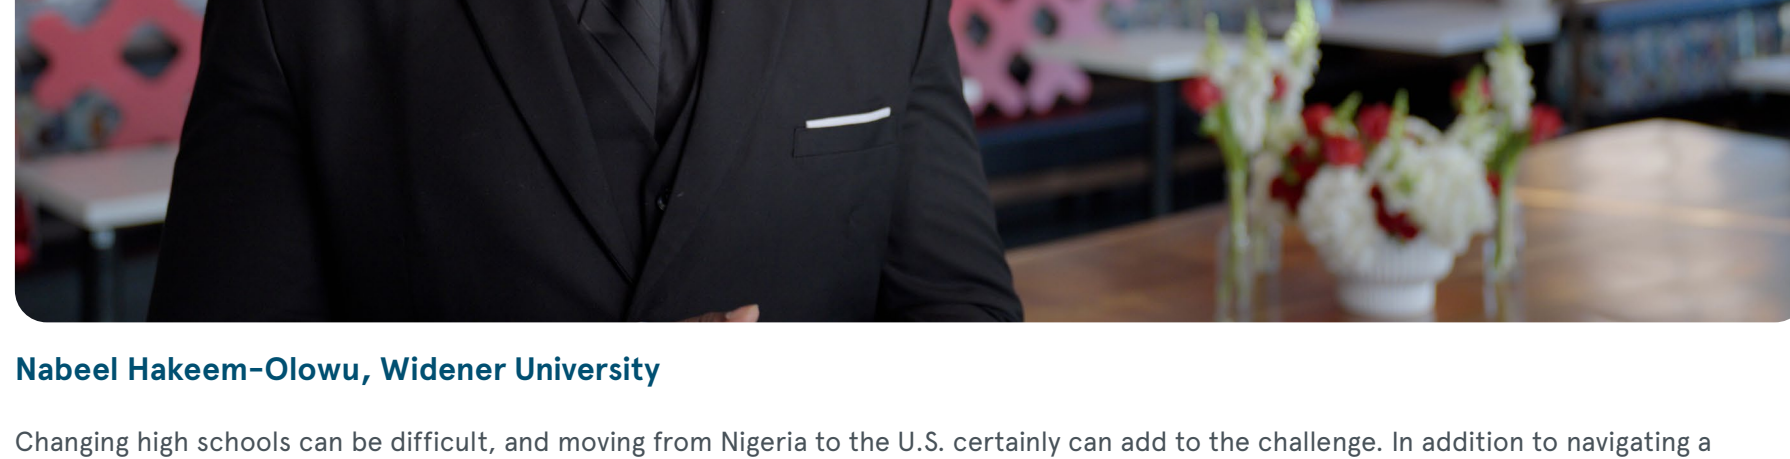 Nabeel Hakeem-Olowu, Widener University
Changing high schools can be difficult, and moving from Nigeria to the U.S. certainly can add to the challenge. In addition to navigating a